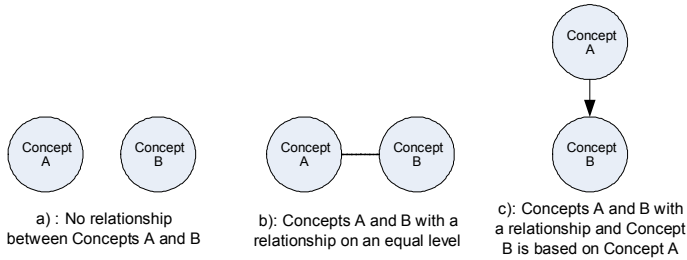 Concept
A
Concept
B
a) : No relationship
between Concepts A and B
Concept
A
Concept
B
b): Concepts A and B with a
relationship on an equal level
Concept
A
Concept
B
c): Concepts A and B with
a relationship and Concept
B is based on Concept A